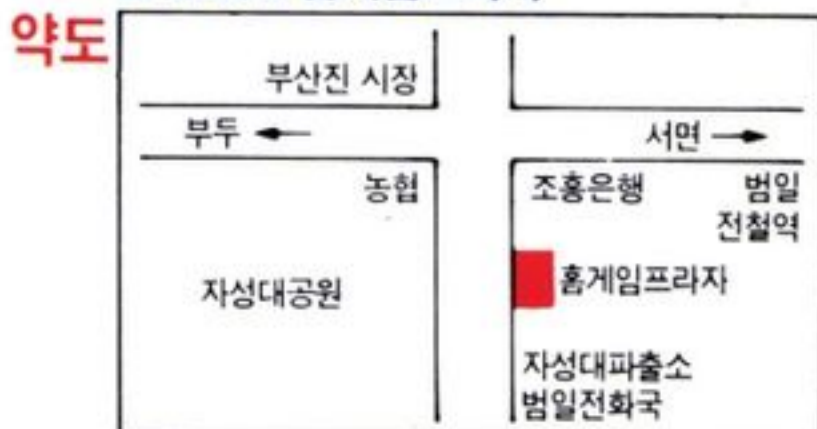 약도
부산진 시장
부두 ←
서면 →
농협
조흥은행
범일
전철역
자성대공원
홈게임프라자
자성대파출소
범일전화국